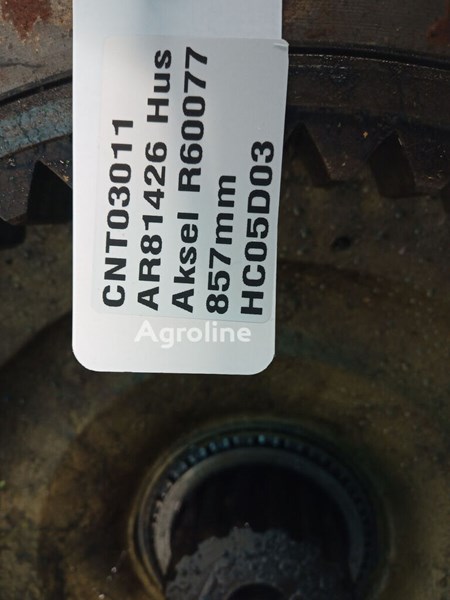 CNT03011
AR81426 Hus
Aksel R60077
857mm
HC05D03
Agroline